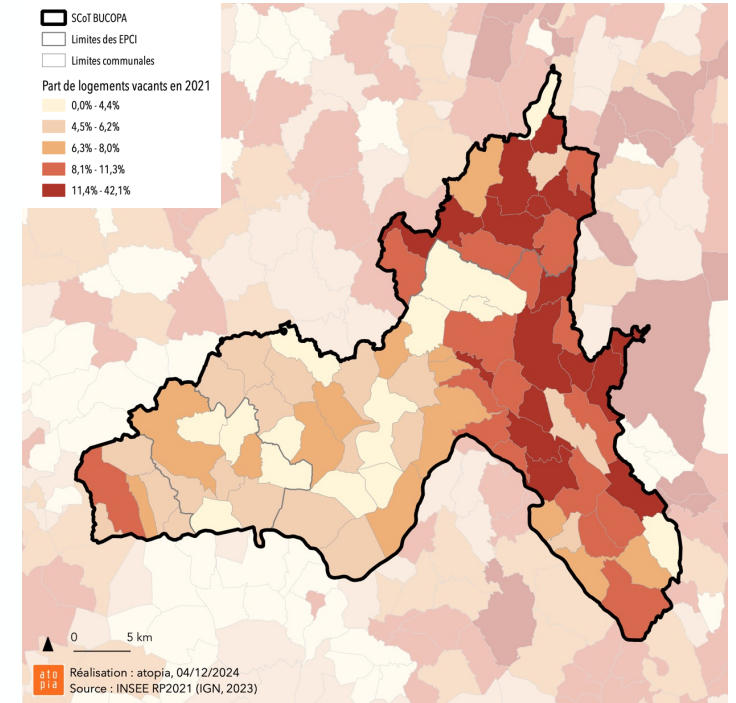 SCoT BUCOPA
Limites des EPCI
Limites communales
Part de logements vacants en 2021
0,0% - 4,4%
4,5% - 6,2%
6,3% - 8,0%
8,1% - 11,3%
11,4% - 42,1%
0 5 km
ato
pia
Réalisation : atopia, 04/12/2024
Source : INSEE RP2021 (IGN, 2023)